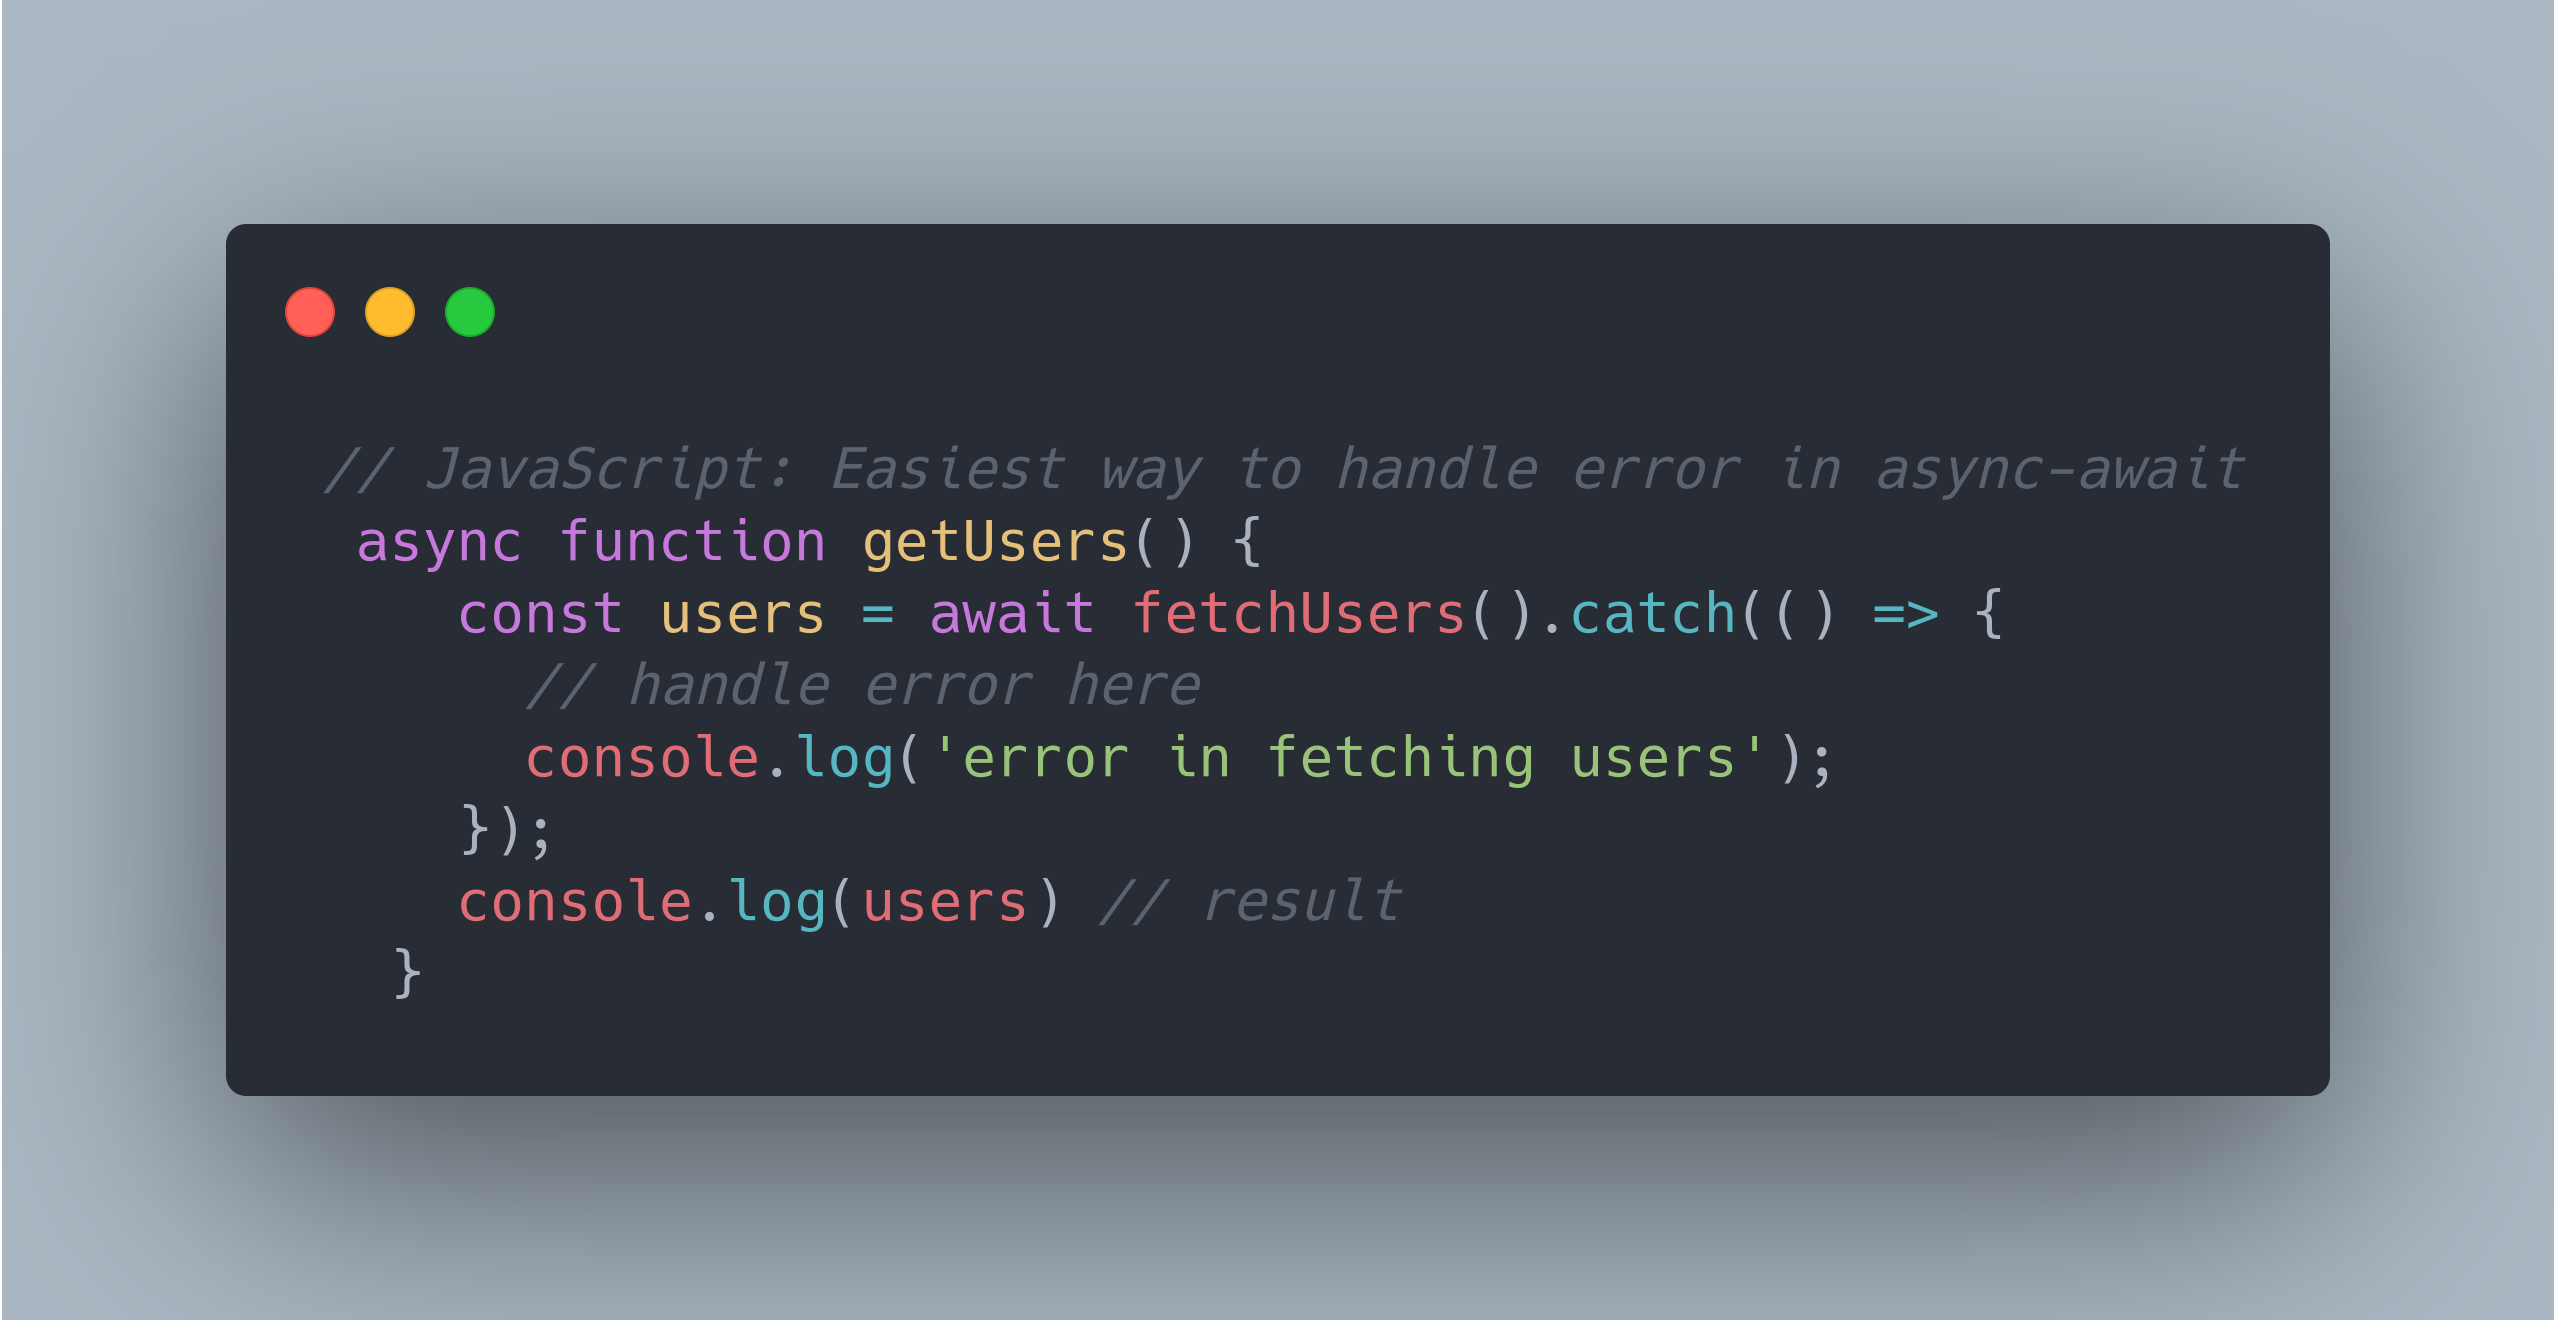 // JavaScript: Easiest way to handle error in async-await
async function getUsers() {
const users = await fetchUsers().catch(() => {
// handle error here
console.log('error in fetching users');
});
console.log(users) // result
}